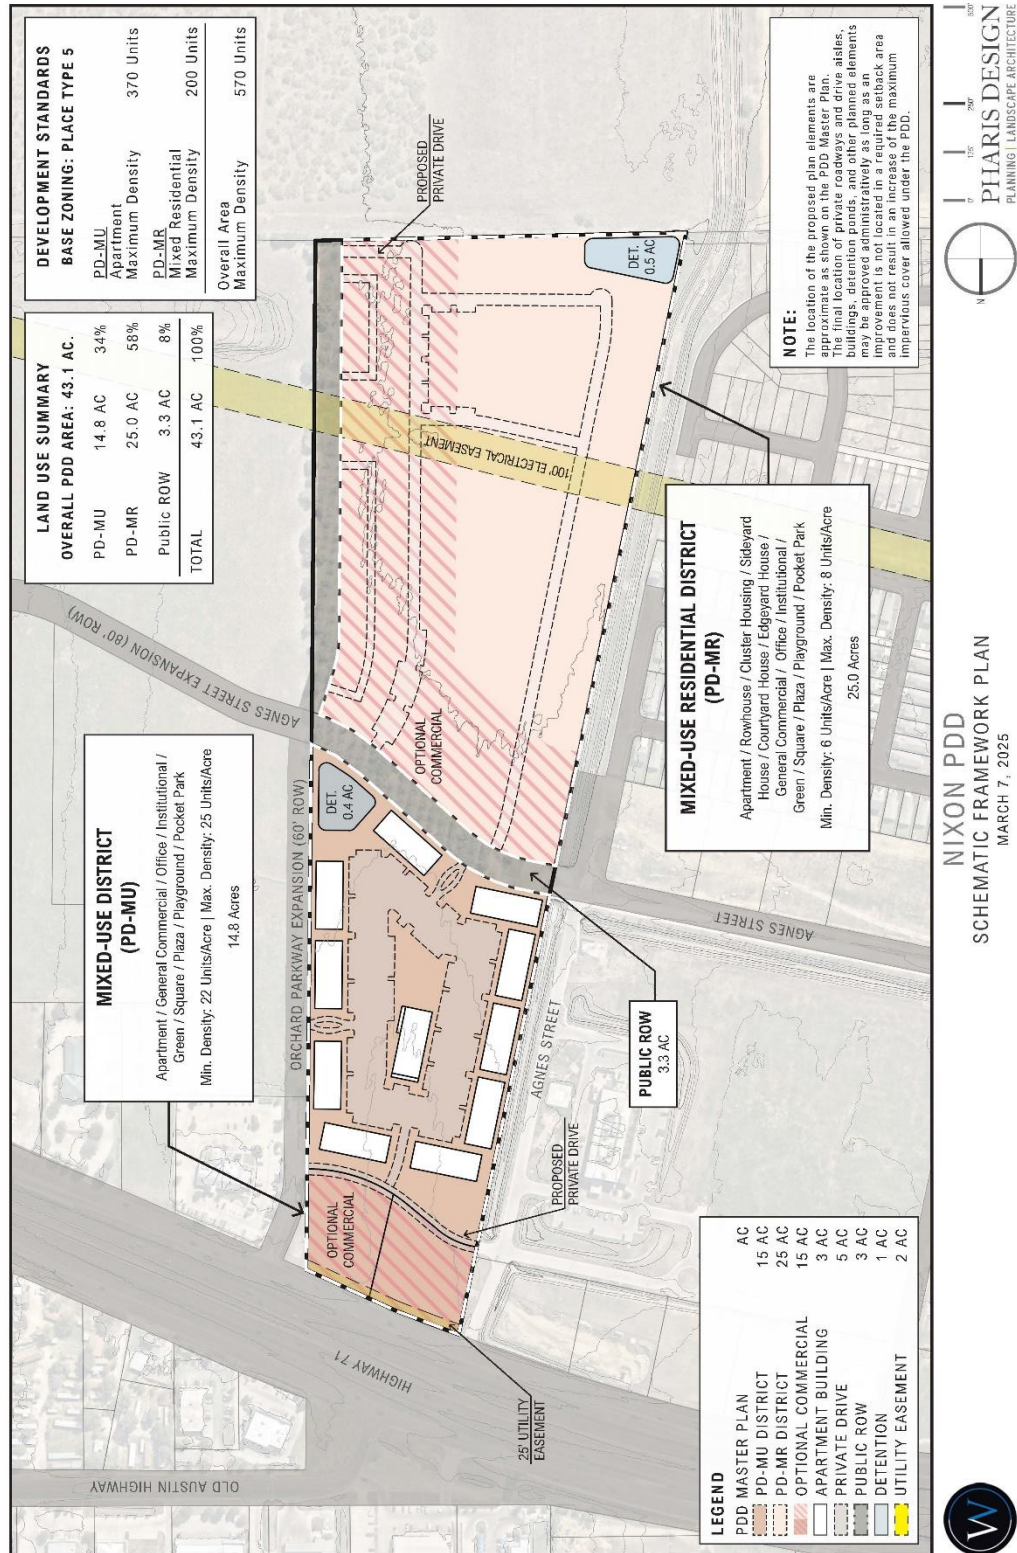 DEVELOPMENT STANDARDS
BASE ZONING: PLACE TYPE 5
PD-MU
Apartment
Maximum Density 370 Units
PD-MR
Mixed Residential
Maximum Density 200 Units
Overall Area
Maximum Density 570 Units
LAND USE SUMMARY
OVERALL PDD AREA: 43.1 AC.
PD-MU 14.8 AC 34%
PD-MR 25.0 AC 58%
Public ROW 3.3 AC 8%
TOTAL 43.1 AC 100%
MIXED-USE DISTRICT
(PD-MU)
Apartment / General Commercial / Office / Institutional /
Green / Square / Plaza / Playground / Pocket Park
Min. Density: 22 Units/Acre | Max. Density: 25 Units/Acre
14.8 Acres
AGNES STREET EXPANSION (80' ROW)
ORCHARD PARKWAY EXPANSION (60' ROW)
HIGHWAY 71
OLD AUSTIN HIGHWAY
OPTIONAL
COMMERCIAL
DET.
0.4 AC
OPTIONAL
COMMERCIAL
100' ELECTRICAL EASEMENT
PROPOSED
PRIVATE DRIVE
DET.
0.5 AC
25' UTILITY
EASEMENT
PROPOSED
PRIVATE DRIVE
AGNES STREET
PUBLIC ROW
3.3 AC
AGNES STREET
MIXED-USE RESIDENTIAL DISTRICT
(PD-MR)
Apartment / Rowhouse / Cluster Housing / Sideyard
House / Courtyard House / Edgeyard House /
General Commercial / Office / Institutional /
Green / Square / Plaza / Playground / Pocket Park
Min. Density: 6 Units/Acre | Max. Density: 8 Units/Acre
25.0 Acres
NOTE:
The location of the proposed plan elements are
approximate as shown on the PDD Master Plan.
The final location of private roadways and drive aisles,
buildings, detention ponds, and other planned elements
may be approved administratively as long as an
improvement is not located in a required setback area
and does not result in an increase of the maximum
impervious cover allowed under the PDD.
LEGEND
PDD MASTER PLAN AC
PD-MU DISTRICT 15 AC
PD-MR DISTRICT 25 AC
OPTIONAL COMMERCIAL 15 AC
APARTMENT BUILDING 3 AC
PRIVATE DRIVE 5 AC
PUBLIC ROW 3 AC
DETENTION 1 AC
UTILITY EASEMENT 2 AC
W
NIXON PDD
SCHEMATIC FRAMEWORK PLAN
MARCH 7, 2025
N
0' 125' 250' 500'
PHARIS DESIGN
PLANNING | LANDSCAPE ARCHITECTURE